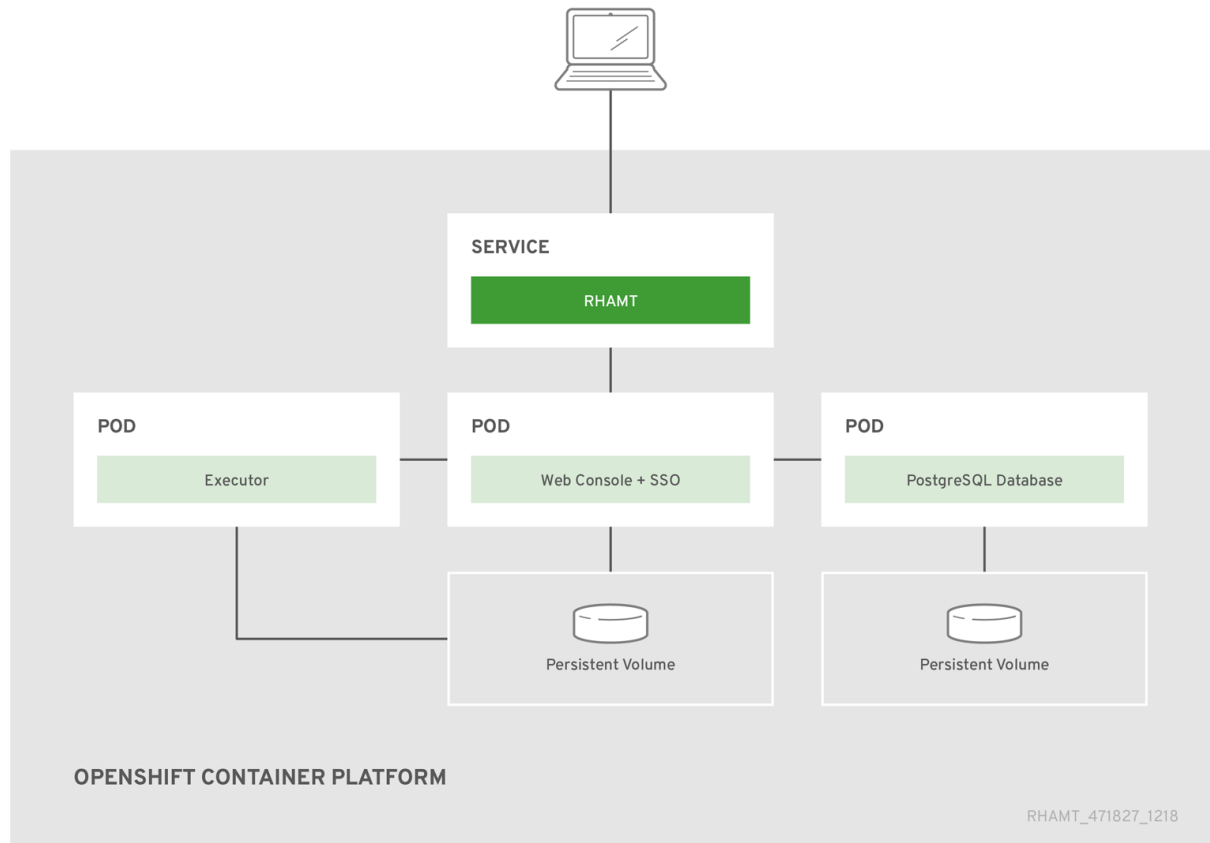 SERVICE
RHAMT
POD
POD
POD
Executor
Web Console + SSO
PostgreSQL Database
Persistent Volume
Persistent Volume
OPENSHIFT CONTAINER PLATFORM
RHAMT_471827_1218